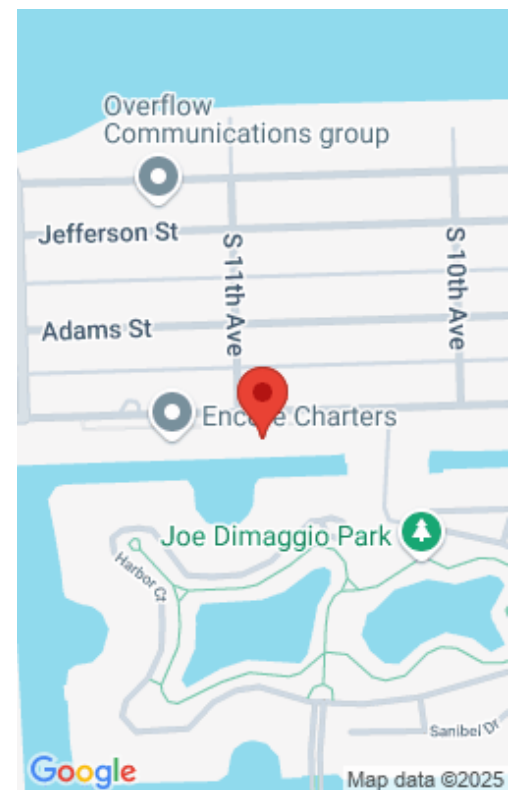 Overflow
Communications group
Jefferson St
S 11th Ave
S 10th Ave
Adams St
Encore Charters
Joe Dimaggio Park
Harbor Ct
Sanibel Dr
Google
Map data ©2025